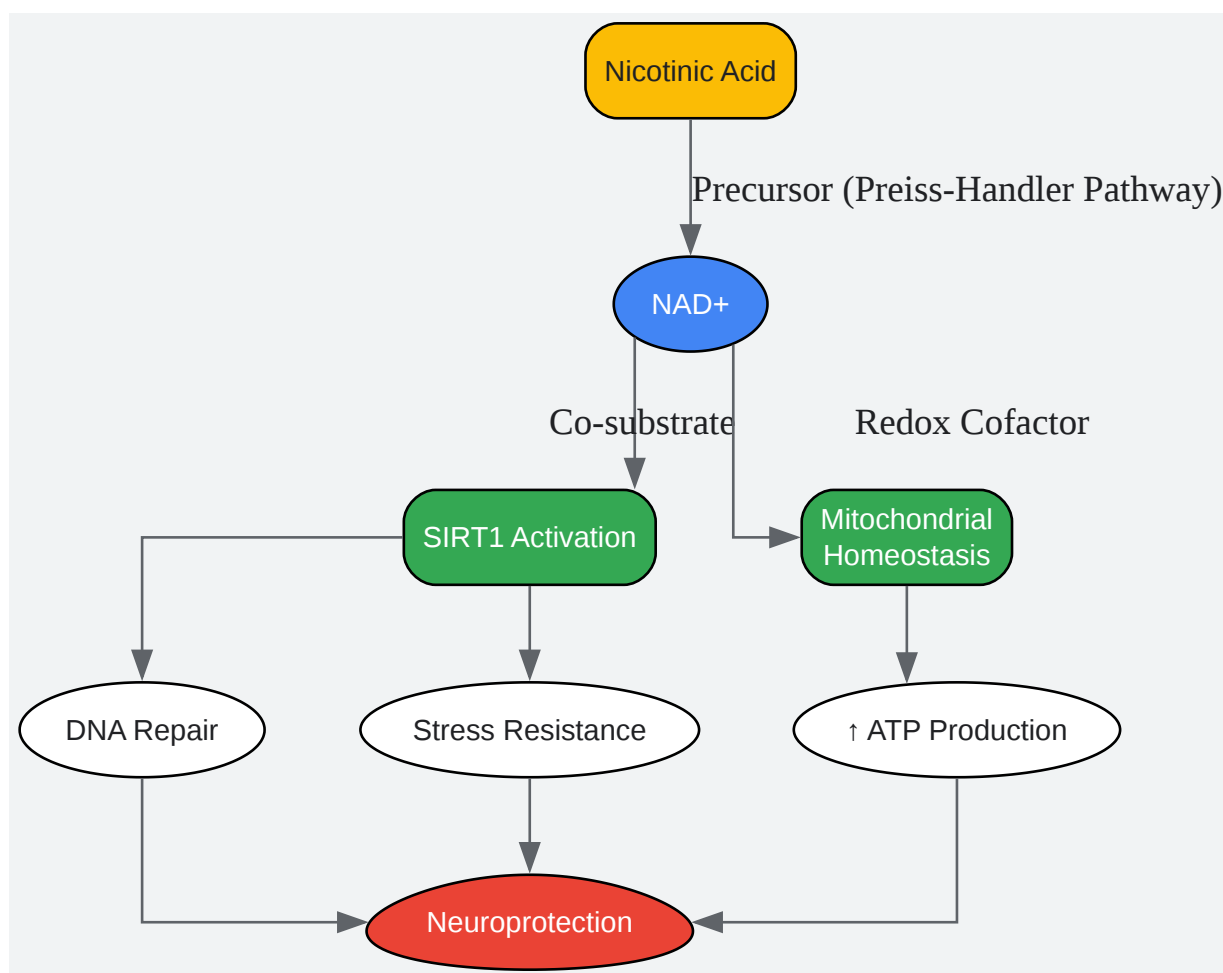 Nicotinic Acid
Precursor (Preiss-Handler Pathway)
NAD+
Co-substrate
Redox Cofactor
SIRT1 Activation
Mitochondrial
Homeostasis
DNA Repair
Stress Resistance
↑ ATP Production
Neuroprotection